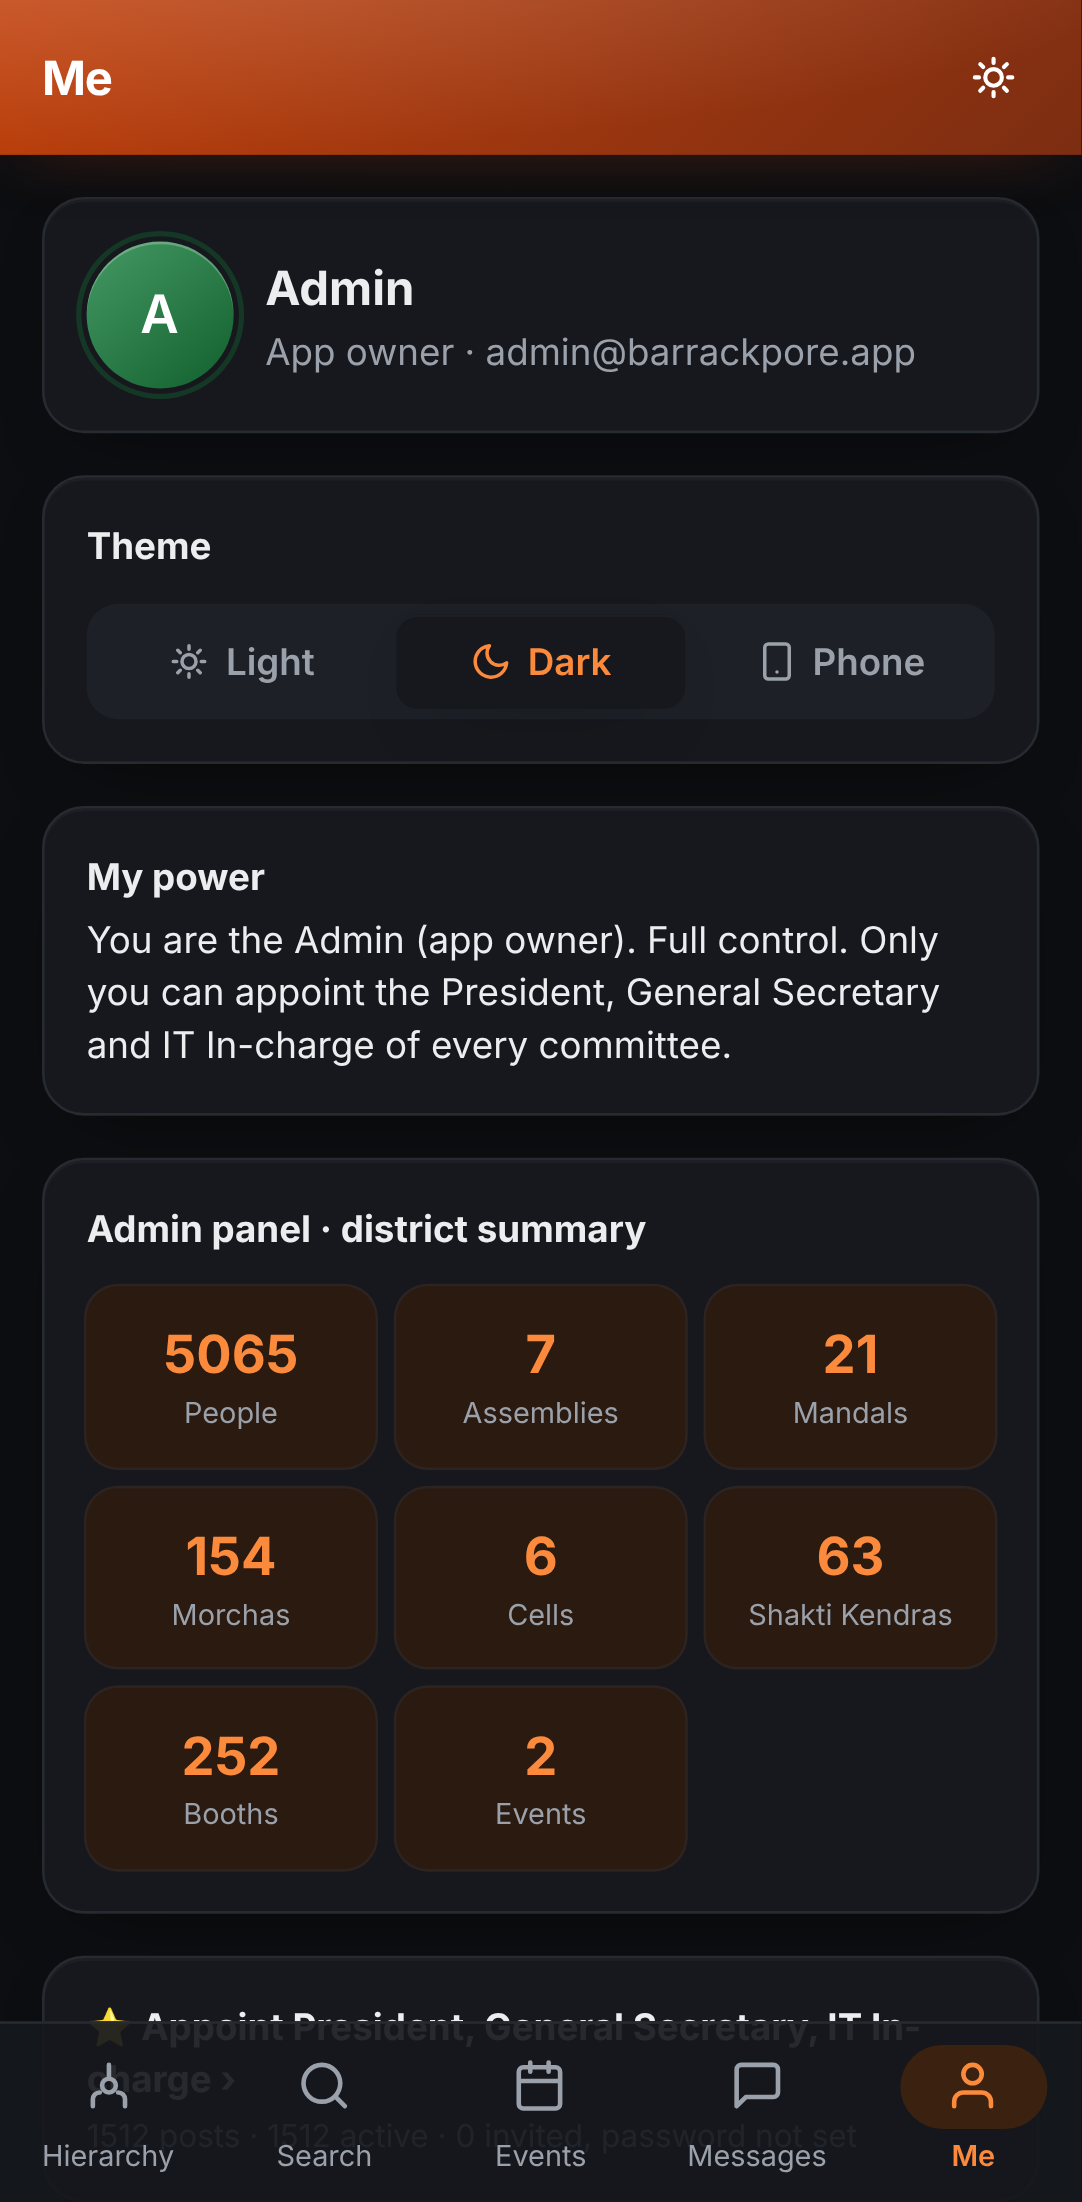 Me
Admin
App owner · admin@barrackpore.app
Theme
Light
Dark
Phone
My power
You are the Admin (app owner). Full control. Only
you can appoint the President, General Secretary
and IT In-charge of every committee.
Admin panel · district summary
5065
People
7
Assemblies
21
Mandals
154
Morchas
6
Cells
63
Shakti Kendras
252
Booths
2
Events
⭐ Appoint President, General Secretary, IT In-
charge ›
1512 posts · 1512 active · 0 invited, password not set
Hierarchy
Search
Events
Messages
Me